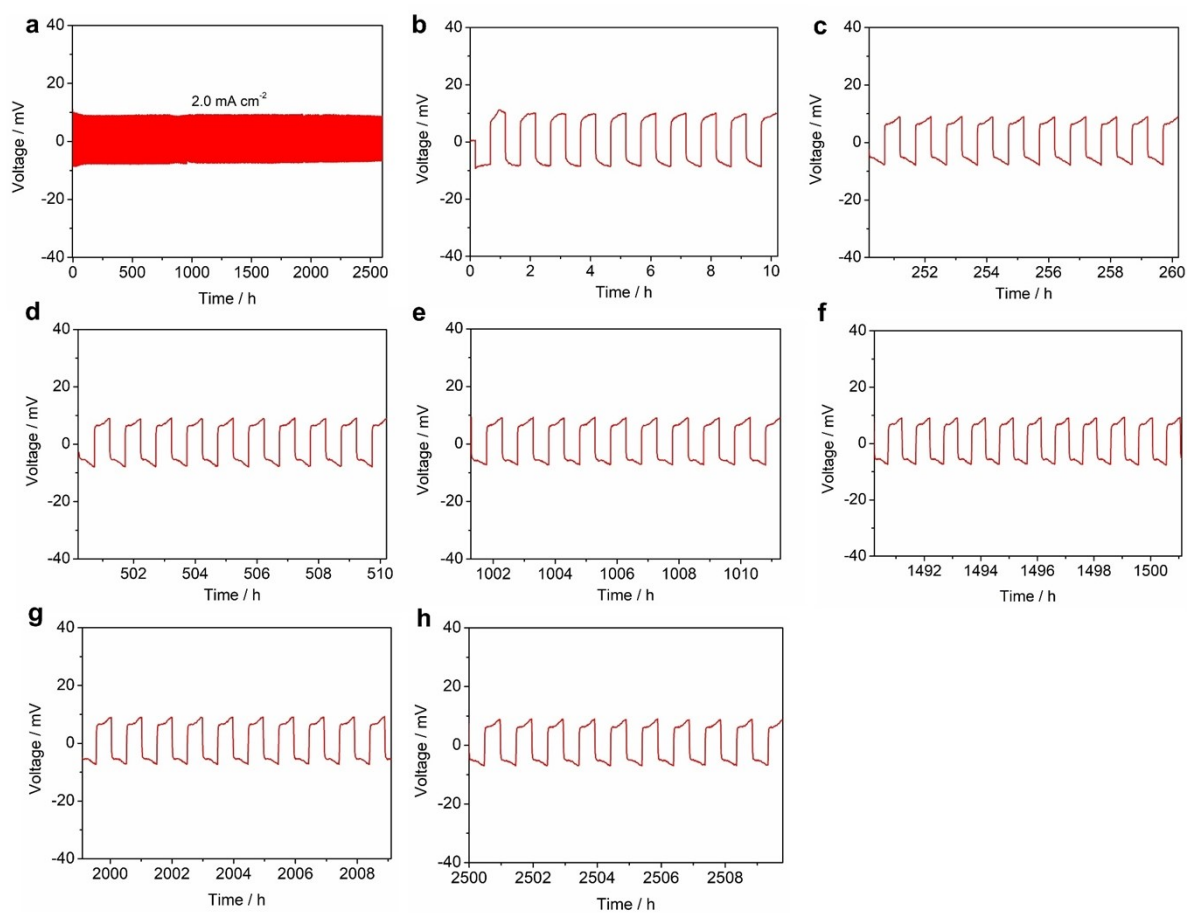 a
40
20
0
-20
-40
Voltage / mV
2.0 mA cm⁻²
0 500 1000 1500 2000 2500
Time / h
b
40
20
0
-20
-40
Voltage / mV
0 2 4 6 8 10
Time / h
c
40
20
0
-20
-40
Voltage / mV
252 254 256 258 260
Time / h
d
40
20
0
-20
-40
Voltage / mV
502 504 506 508 510
Time / h
e
40
20
0
-20
-40
Voltage / mV
1002 1004 1006 1008 1010
Time / h
f
40
20
0
-20
-40
Voltage / mV
1492 1494 1496 1498 1500
Time / h
g
40
20
0
-20
-40
Voltage / mV
2000 2002 2004 2006 2008
Time / h
h
40
20
0
-20
-40
Voltage / mV
2500 2502 2504 2506 2508
Time / h